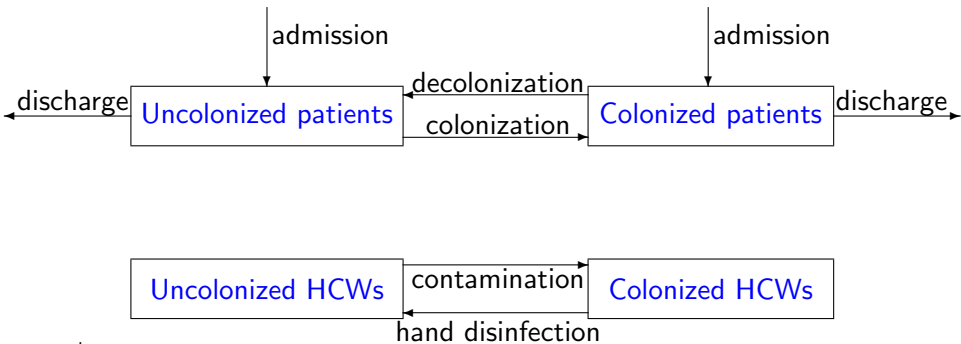 admission
admission
decolonization
discharge
Uncolonized patients
Colonized patients
discharge
colonization
Uncolonized HCWs
contamination
Colonized HCWs
hand disinfection